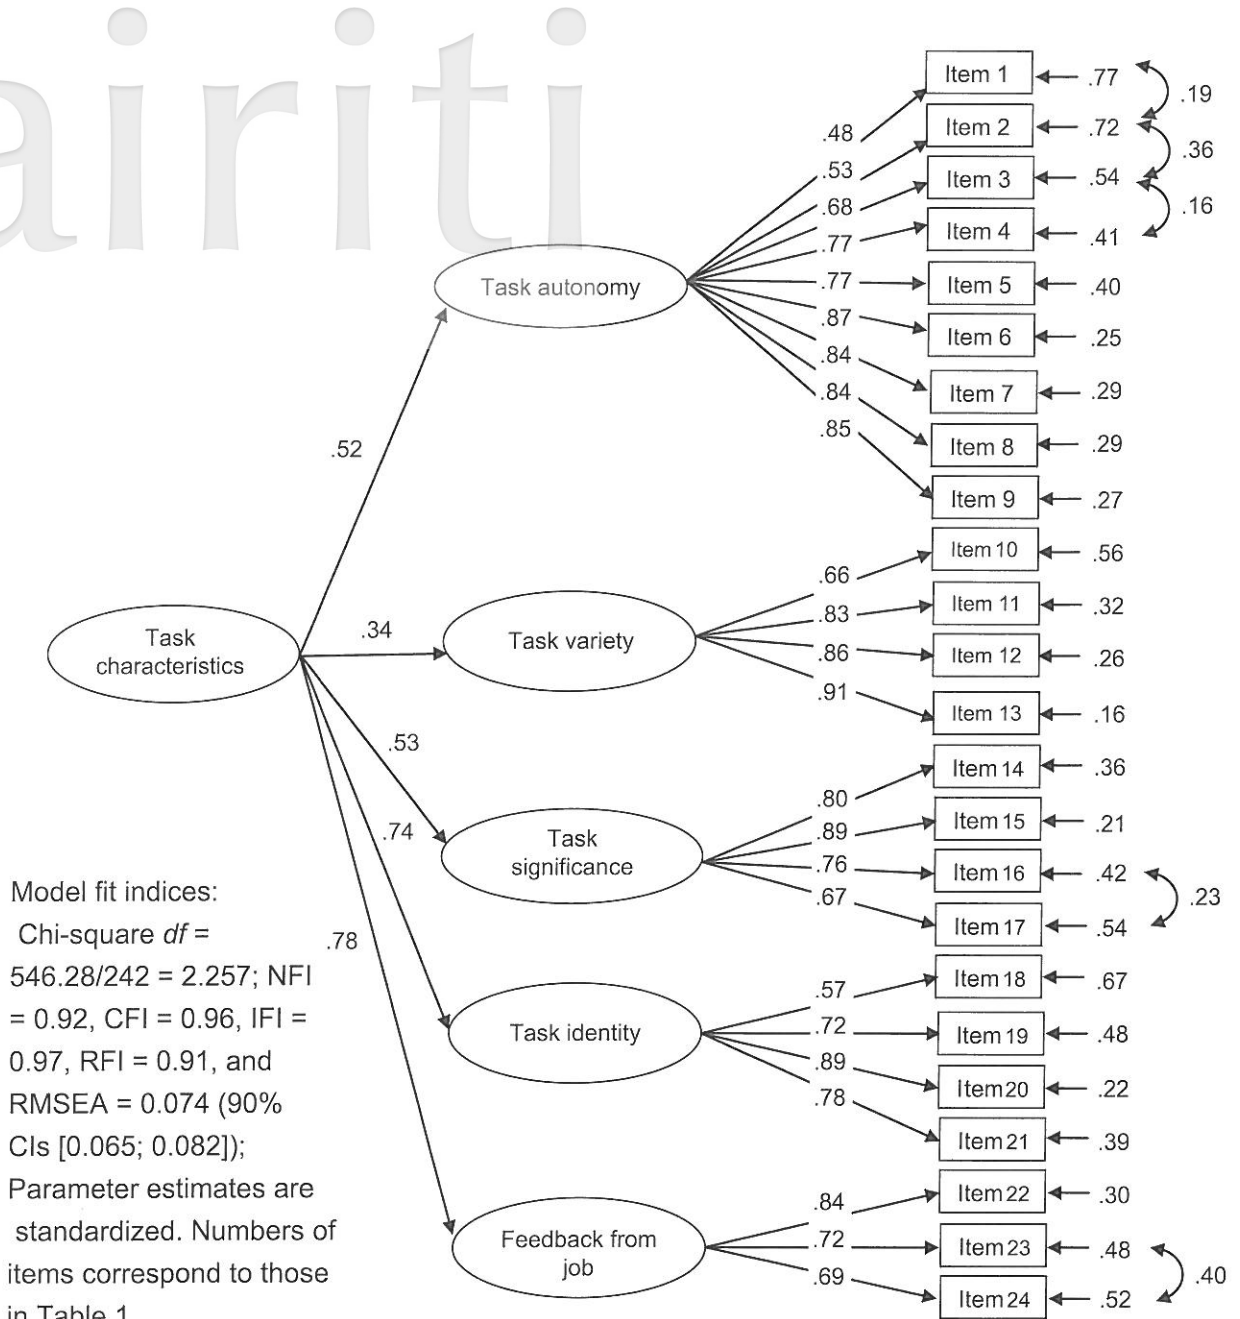 airiti
Item 1
.77
.19
.48
Item 2
.72
.36
.53
Item 3
.54
.16
.68
Item 4
.41
.77
Task autonomy
.77
Item 5
.40
.87
Item 6
.25
.84
Item 7
.29
.84
Item 8
.29
.85
Item 9
.27
.52
Item 10
.56
.66
Item 11
.32
.83
Task
characteristics
.34
Task variety
.86
Item 12
.26
.91
Item 13
.16
.53
Item 14
.36
.80
Item 15
.21
.74
Task
significance
.89
.76
Item 16
.42
.23
.67
Item 17
.54
.78
.57
Item 18
.67
Task identity
.72
Item 19
.48
.89
Item 20
.22
.78
Item 21
.39
.84
Item 22
.30
Feedback from
job
.72
Item 23
.48
.40
.69
Item 24
.52
Model fit indices:
Chi-square df =
546.28/242 = 2.257; NFI
= 0.92, CFI = 0.96, IFI =
0.97, RFI = 0.91, and
RMSEA = 0.074 (90%
CIs [0.065; 0.082]);
Parameter estimates are
standardized. Numbers of
items correspond to those
in Table 1